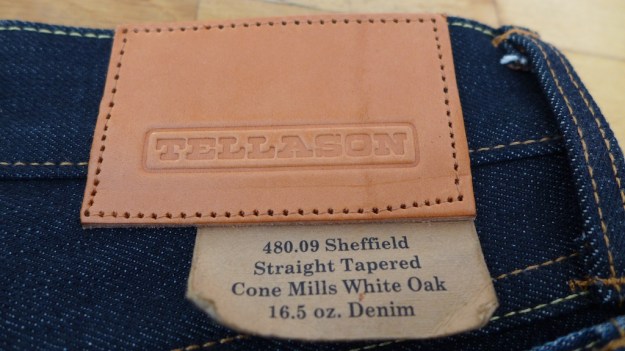 TELLASON
480.09 Sheffield
Straight Tapered
Cone Mills White Oak
16.5 oz. Denim